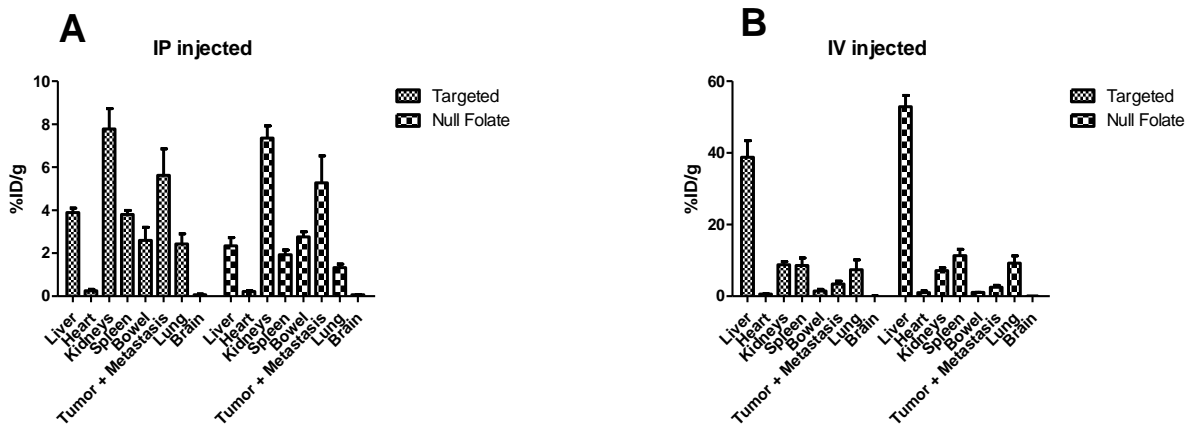 A
IP injected
%ID/g
10
8
6
4
2
0
Liver
Heart
Kidneys
Spleen
Bowel
Tumor + Metastasis
Lung
Brain
Liver
Heart
Kidneys
Spleen
Bowel
Tumor + Metastasis
Lung
Brain
Targeted
Null Folate
B
IV injected
%ID/g
60
40
20
0
Liver
Heart
Kidneys
Spleen
Bowel
Tumor + Metastasis
Lung
Brain
Liver
Heart
Kidneys
Spleen
Bowel
Tumor + Metastasis
Lung
Brain
Targeted
Null Folate